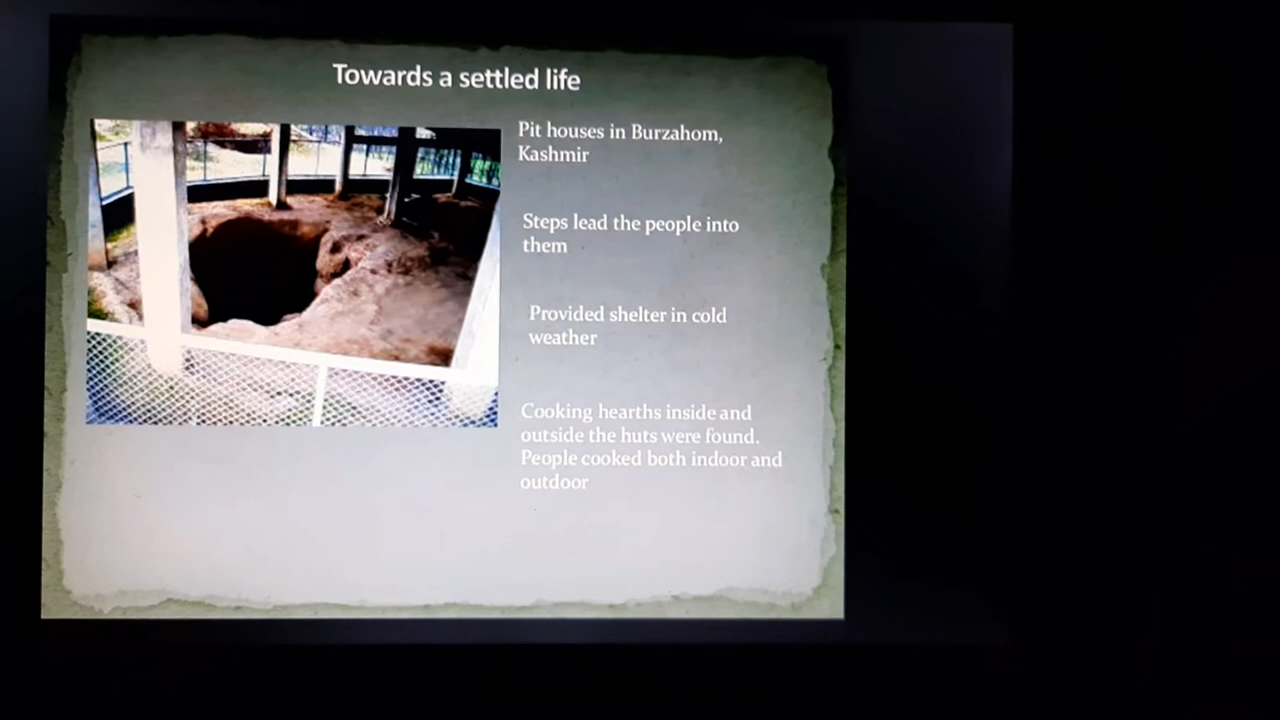 Towards a settled life
Pit houses in Burzahom,
Kashmir
Steps lead the people into
them
Provided shelter in cold
weather
Cooking hearths inside and
outside the huts were found.
People cooked both indoor and
outdoor